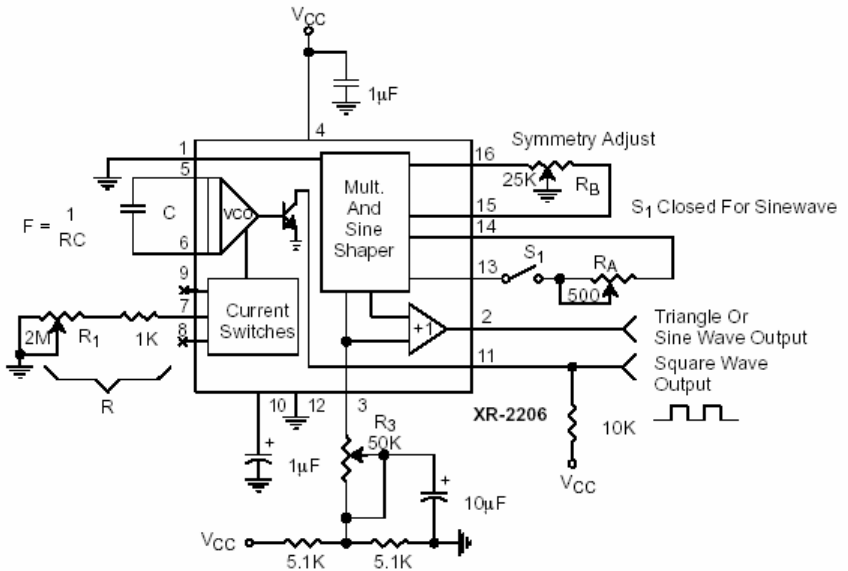 VCC
1μF
4
1
16
Symmetry Adjust
5
25K
RB
15
S1 Closed For Sinewave
14
Mult.
And
Sine
Shaper
C
VCO
F = 1
RC
6
13
S1
RA
500
9
7
8
Current
Switches
2M
R1
1K
R
+1
2
Triangle Or
Sine Wave Output
11
Square Wave
Output
10
12
3
XR-2206
10K
VCC
+
1μF
R3
50K
+
10μF
VCC
5.1K
5.1K